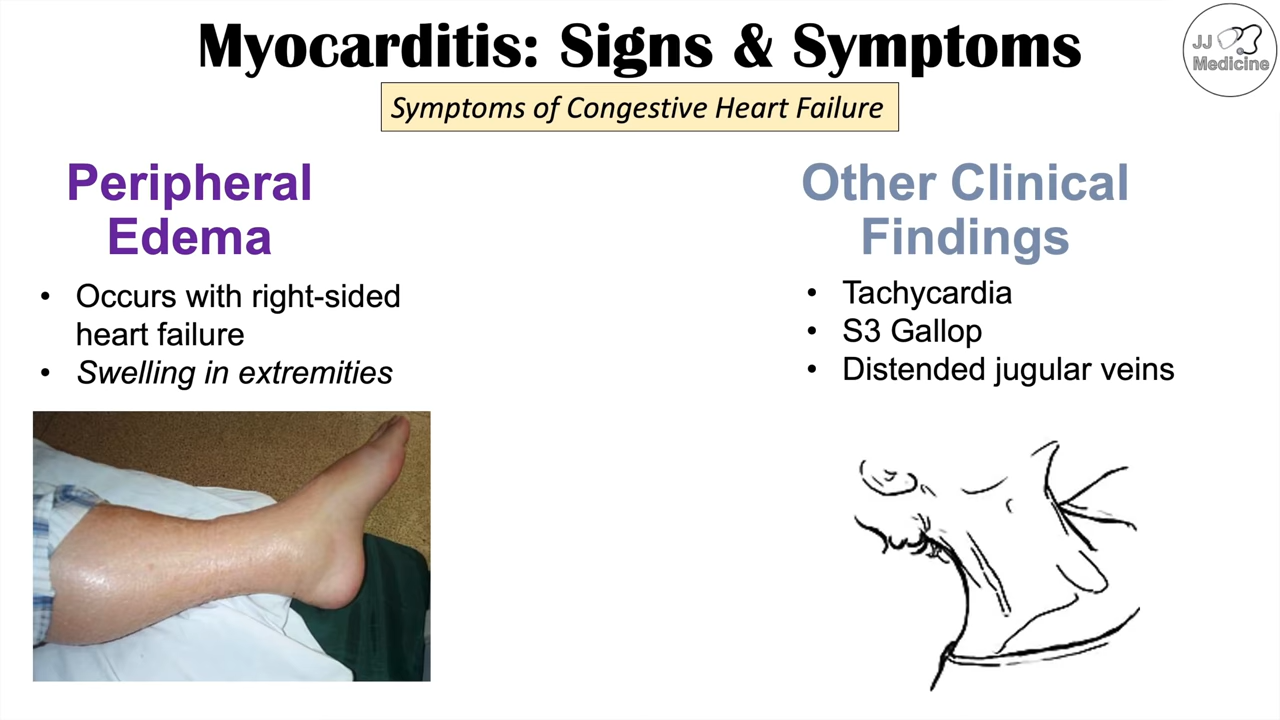 Myocarditis: Signs & Symptoms
JJ
Medicine
Symptoms of Congestive Heart Failure
Peripheral
Edema
• Occurs with right-sided
heart failure
• Swelling in extremities
Other Clinical
Findings
• Tachycardia
• S3 Gallop
• Distended jugular veins